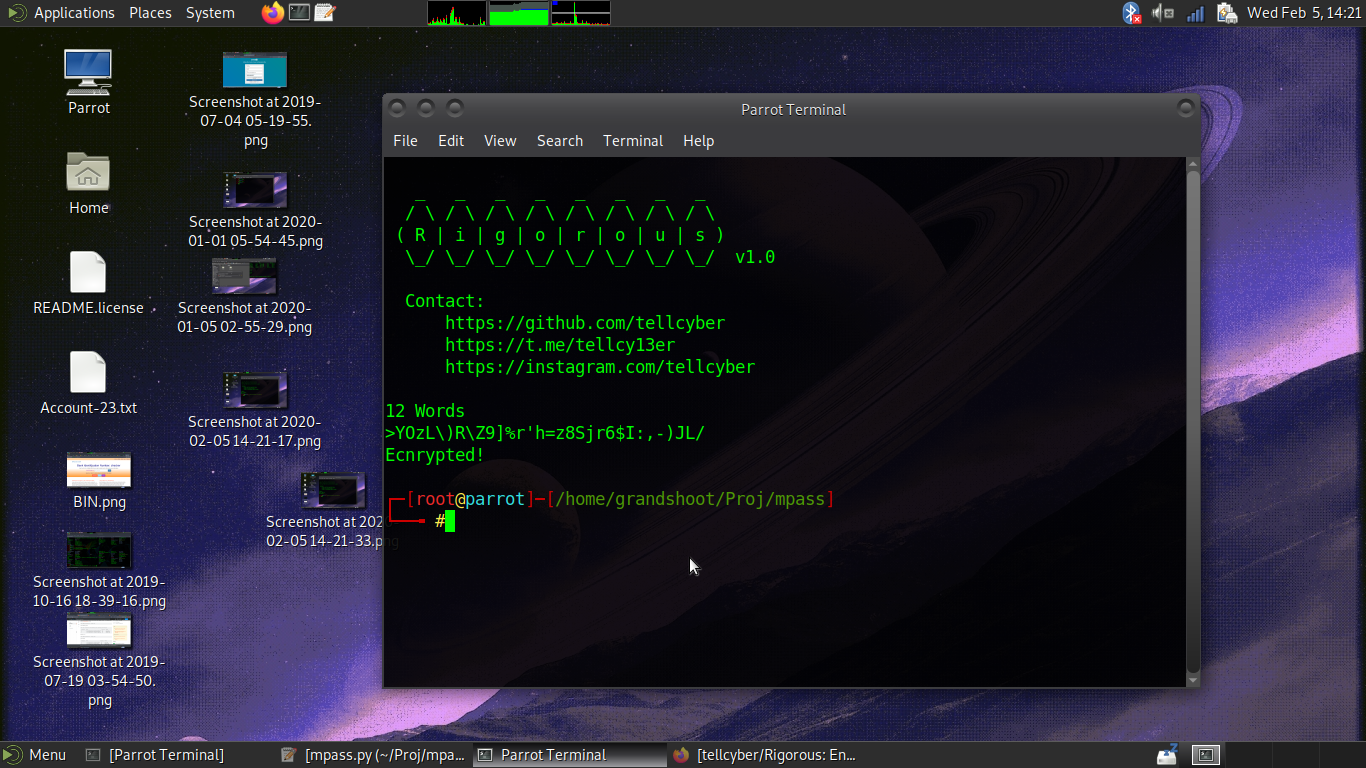 Applications Places System
Wed Feb 5, 14:21
Parrot
Home
README.license
Account-23.txt
BIN.png
Screenshot at 2019-
10-16 18-39-16.png
Screenshot at 2019-
07-19 03-54-50.
png
Screenshot at 2019-
07-04 05-19-55.
png
Screenshot at 2020-
01-01 05-54-45.png
Screenshot at 2020-
01-05 02-55-29.png
Screenshot at 2020-
02-05 14-21-17.png
Screenshot at 202
02-05 14-21-33.png
Parrot Terminal
File Edit View Search Terminal Help
 _   _   _   _   _   _   _   _
/ \ / \ / \ / \ / \ / \ / \ / \
( R | i | g | o | r | o | u | s )
\_/ \_/ \_/ \_/ \_/ \_/ \_/ \_/  v1.0
Contact:
https://github.com/tellcyber
https://t.me/tellcy13er
https://instagram.com/tellcyber
12 Words
>YOzL\)R\Z9]%r'h=z8Sjr6$I:,-)JL/
Ecnrypted!
┌─[root@parrot]─[/home/grandshoot/Proj/mpass]
└──╼ #
Menu [Parrot Terminal] [mpass.py (~/Proj/mpa... Parrot Terminal [tellcyber/Rigorous: En...